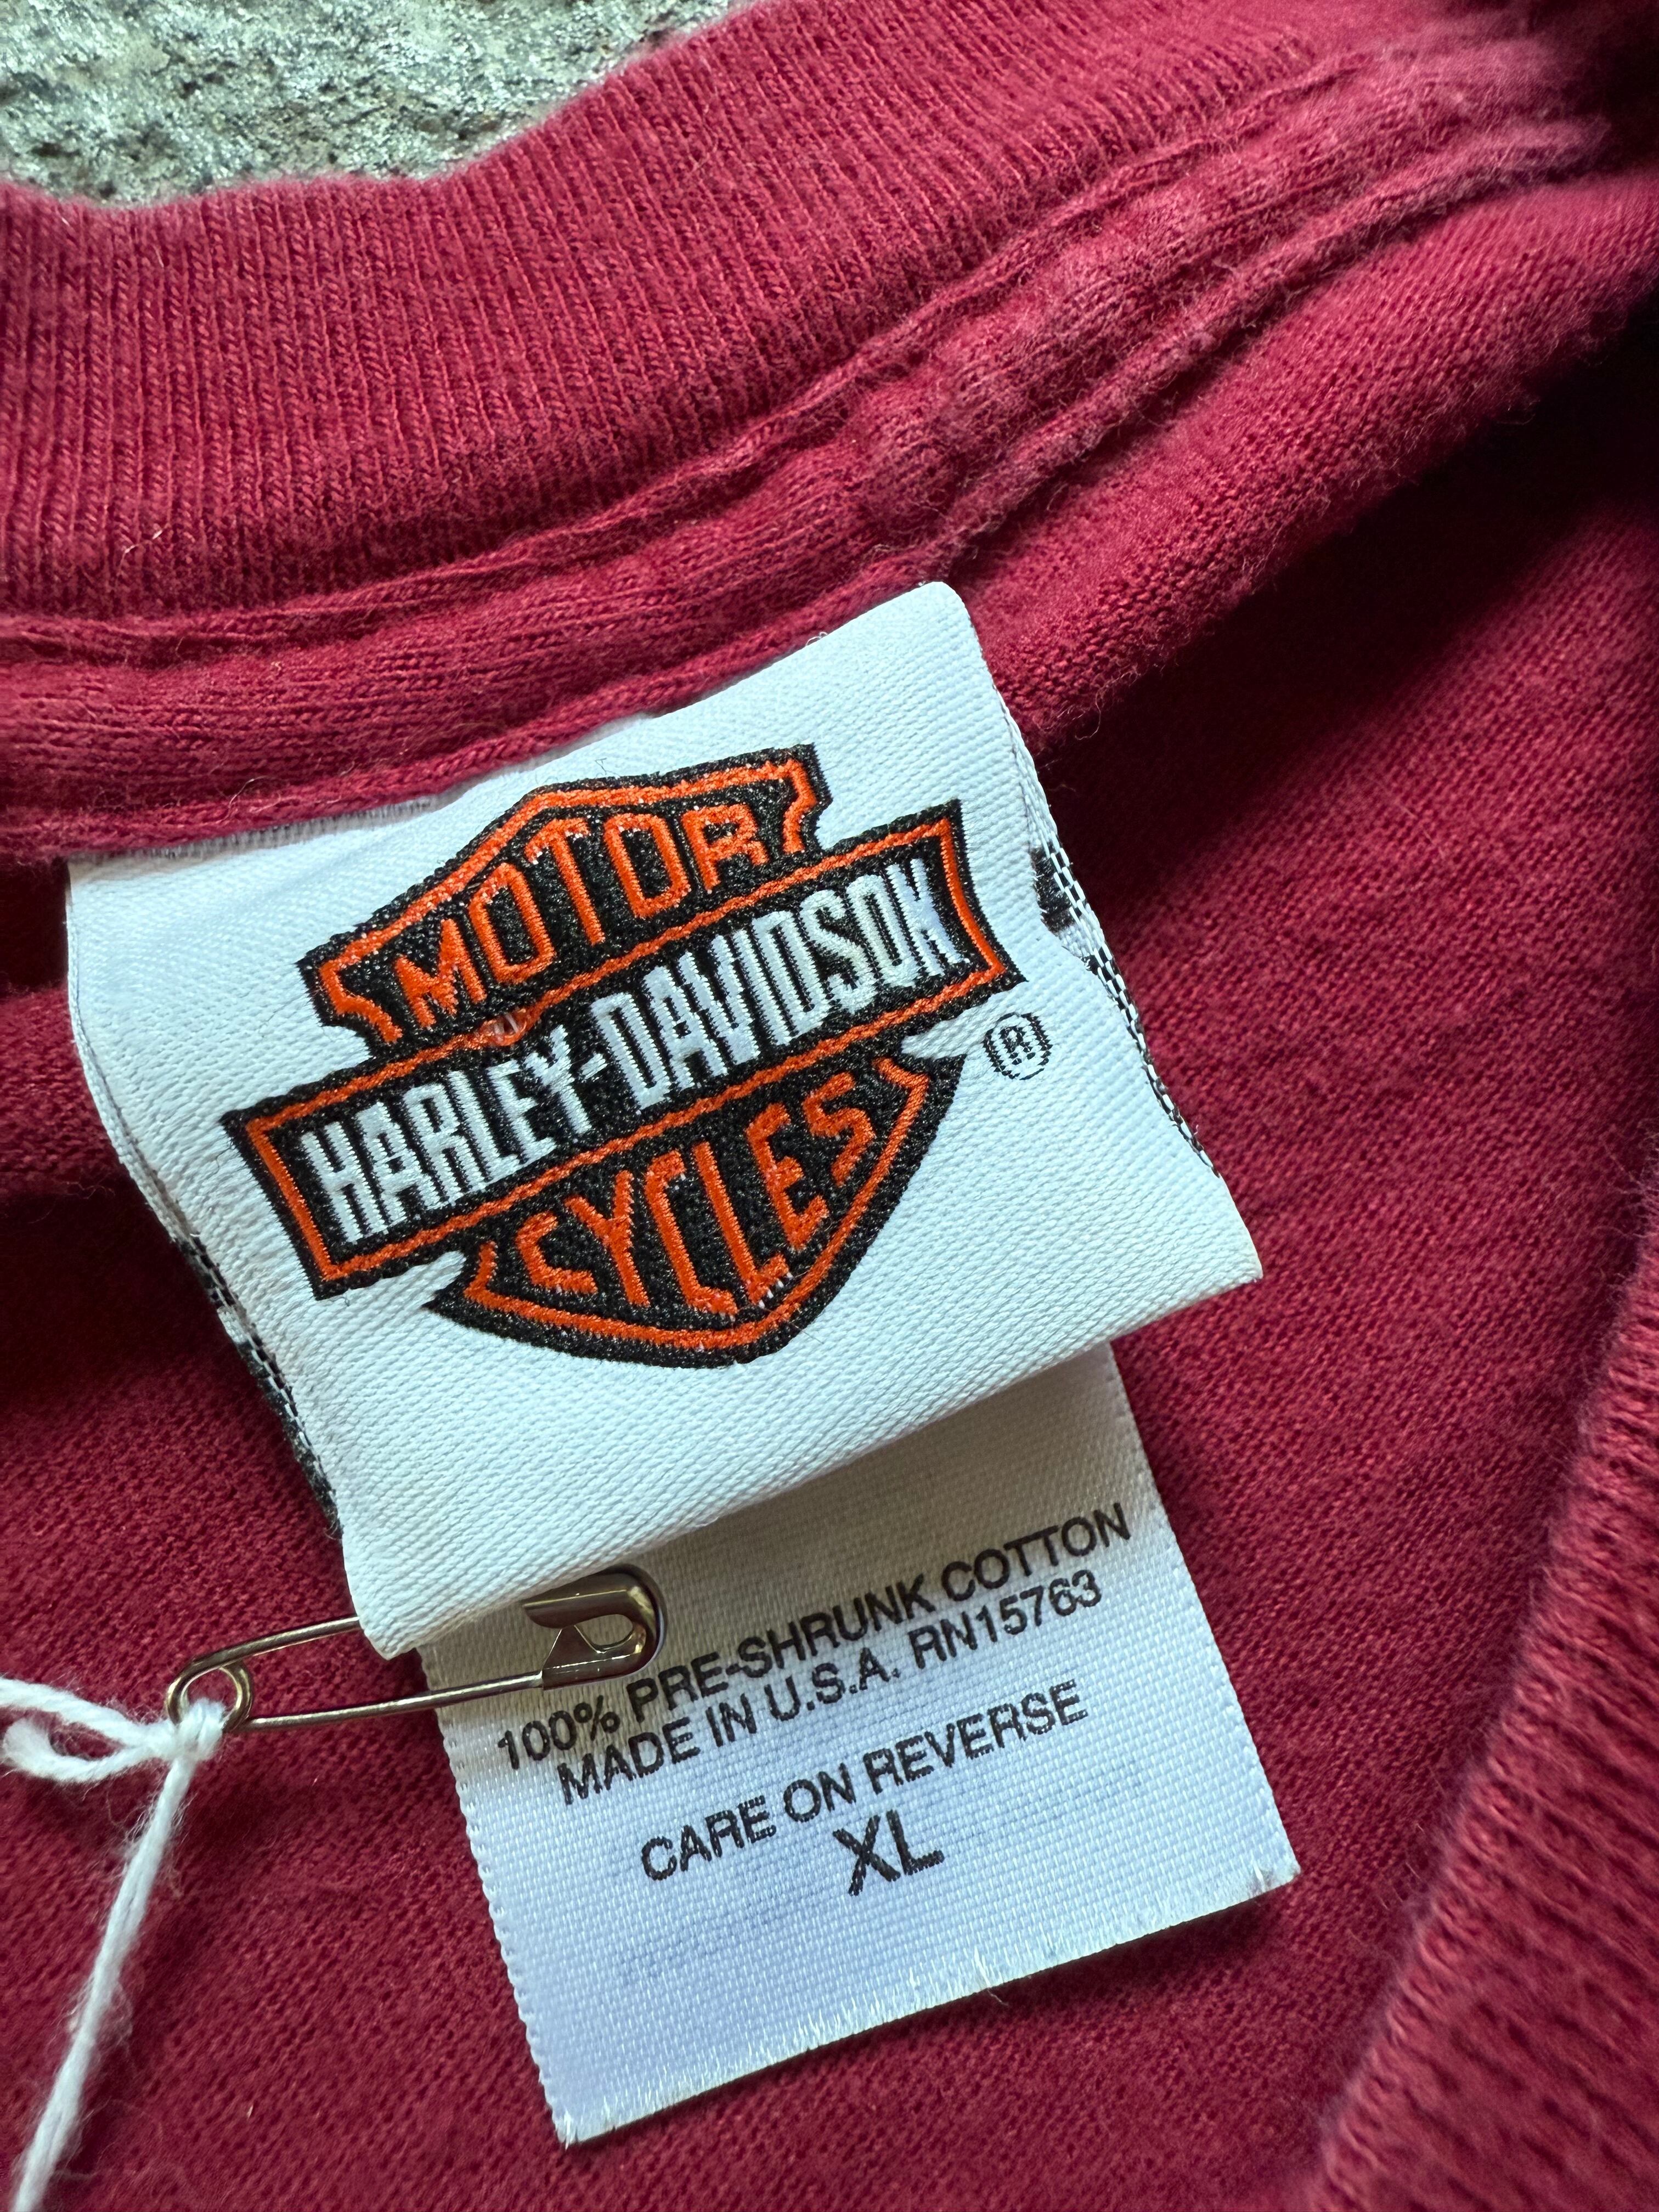 MOTOR
HARLEY-DAVIDSON
®
CYCLES
100% PRE-SHRUNK COTTON
MADE IN U.S.A. RN15763
CARE ON REVERSE
XL